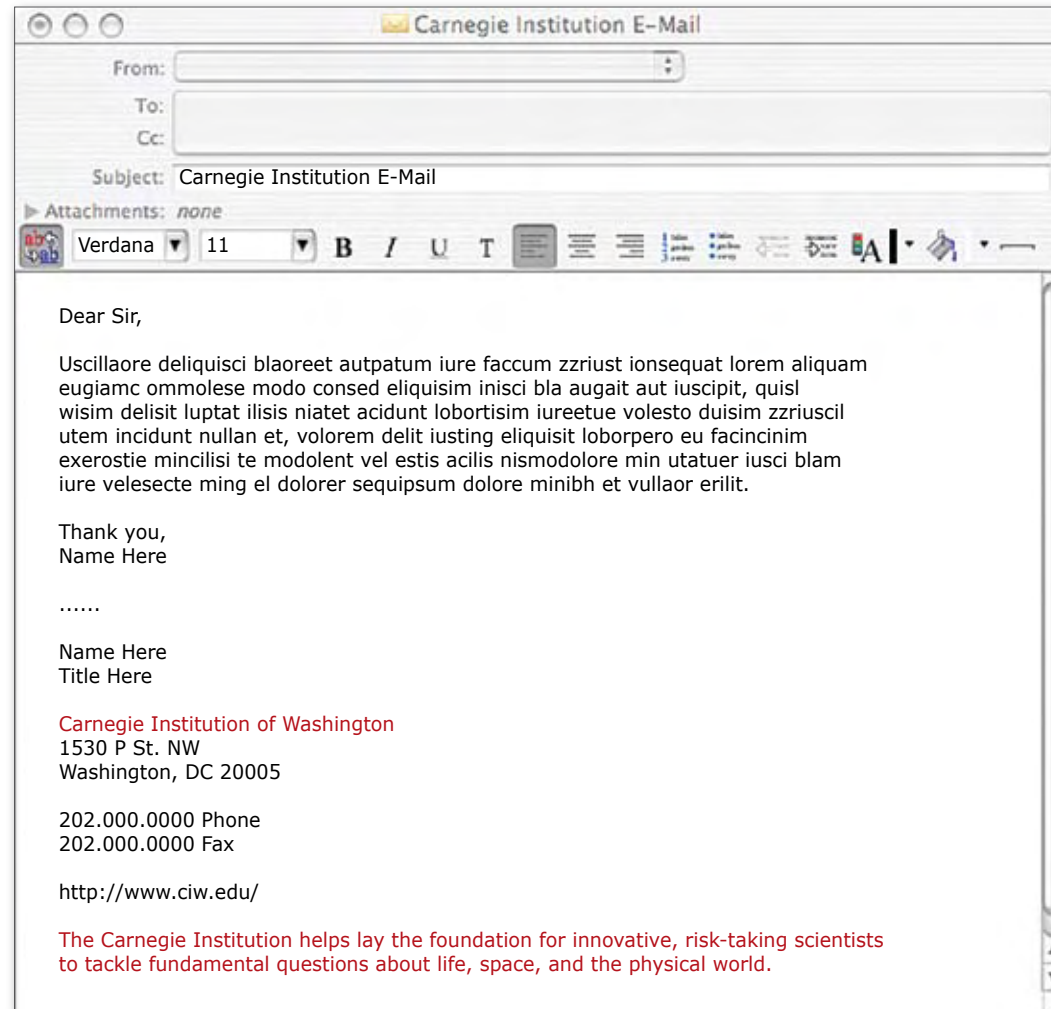 Carnegie Institution E-Mail
From:
To:
Cc:
Subject: Carnegie Institution E-Mail
Attachments: none
Verdana 11 B I U T A
Dear Sir,
Uscillaore deliquisci blaoreet autpatum iure faccum zzriust ionsequat lorem aliquam
eugiamc ommolese modo consed eliquisim inisci bla augait aut iuscipit, quisl
wisim delisit luptat ilisis niatet acidunt lobortisim iureetue volesto duisim zzriuscil
utem incidunt nullan et, volorem delit iusting eliquisit loborpero eu facincinim
exerostie mincilisi te modolent vel estis acilis nismodolore min utatuer iusci blam
iure velesecte ming el dolorer sequipsum dolore minibh et vullaor erilit.
Thank you,
Name Here
......
Name Here
Title Here
Carnegie Institution of Washington
1530 P St. NW
Washington, DC 20005
202.000.0000 Phone
202.000.0000 Fax
http://www.ciw.edu/
The Carnegie Institution helps lay the foundation for innovative, risk-taking scientists
to tackle fundamental questions about life, space, and the physical world.